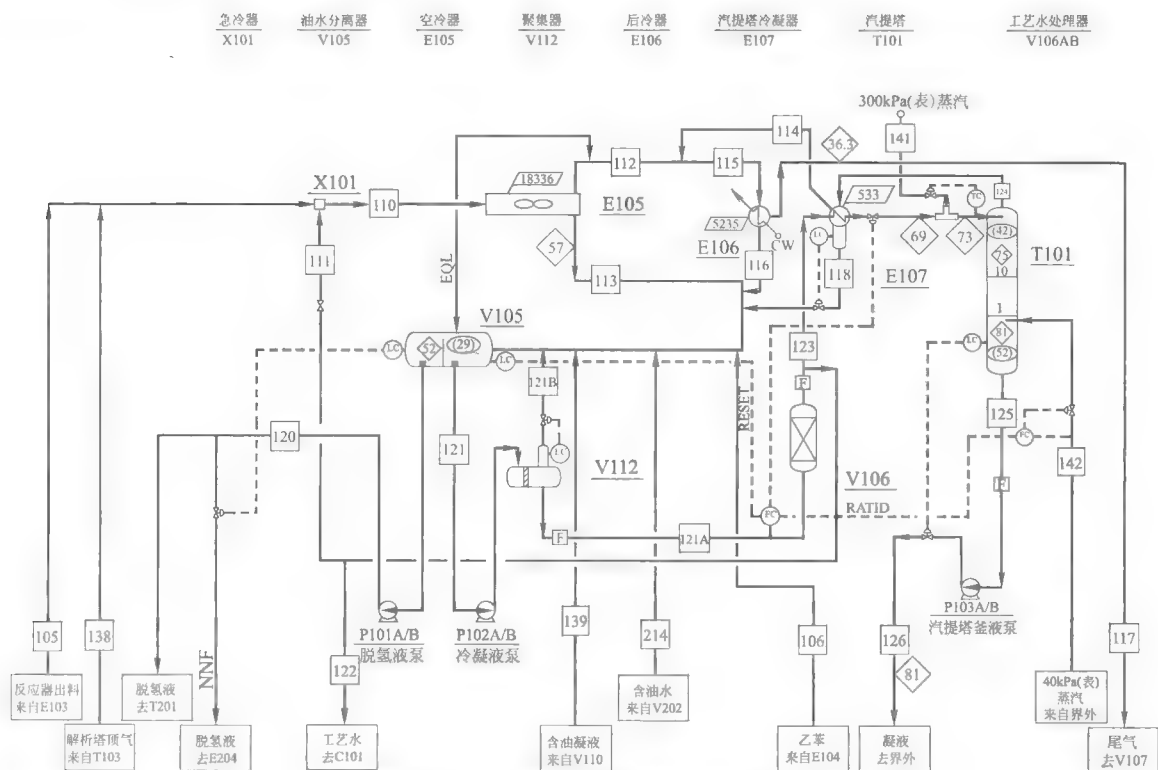 急冷器 油水分离器 空冷器 聚集器 后冷器 汽提塔冷凝器 汽提塔 工艺水处理器
X101 V105 E105 V112 E106 E107 T101 V106AB
300kPa(表)蒸汽
114
36.3
141
112
115
18336
533
124
X101
TC
110
E105
5235
LC
69
73
(42)
57
E106
CW
75
T101
111
EQL
113
116
118
E107
10
1
V105
123
81
LC
52
(29)
LC
LC
(52)
121B
F
RESET
125
120
121
LC
FC
142
V112
V106
F
FC
RATID
F
121A
P101A/B
脱氢液泵
P102A/B
冷凝液泵
P103A/B
汽提塔釜液泵
105
138
NNF
122
139
214
106
126
117
81
反应器出料
来自E103
脱氢液
去T201
含油水
来自V202
40kPa(表)
蒸汽
来自界外
解析塔顶气
来自T103
脱氢液
去E204
工艺水
去C101
含油凝液
来自V110
乙苯
来自E104
凝液
去界外
尾气
去V107